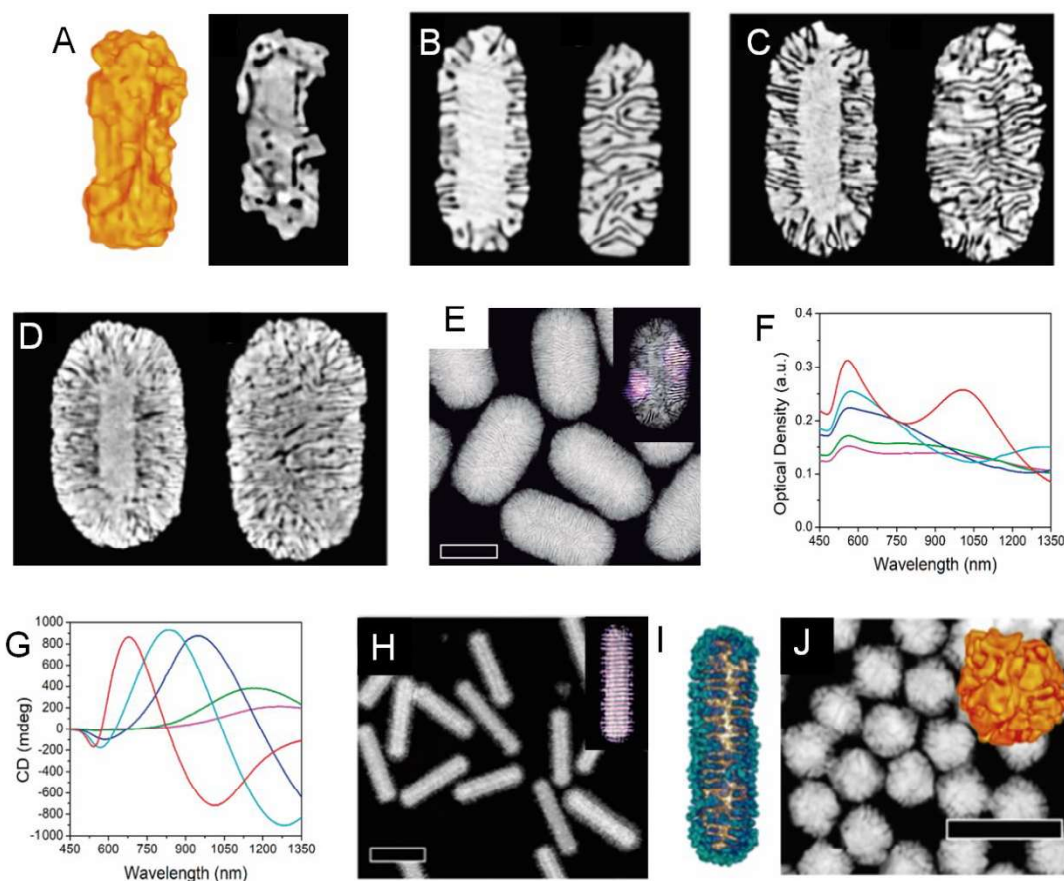 A
B
C
D
E
F
0.4
0.3
0.2
0.1
0.0
Optical Density (a.u.)
450 600 750 900 1050 1200 1350
Wavelength (nm)
G
1000
800
600
400
200
0
-200
-400
-600
-800
-1000
CD (mdeg)
450 600 750 900 1050 1200 1350
Wavelength (nm)
H
I
J